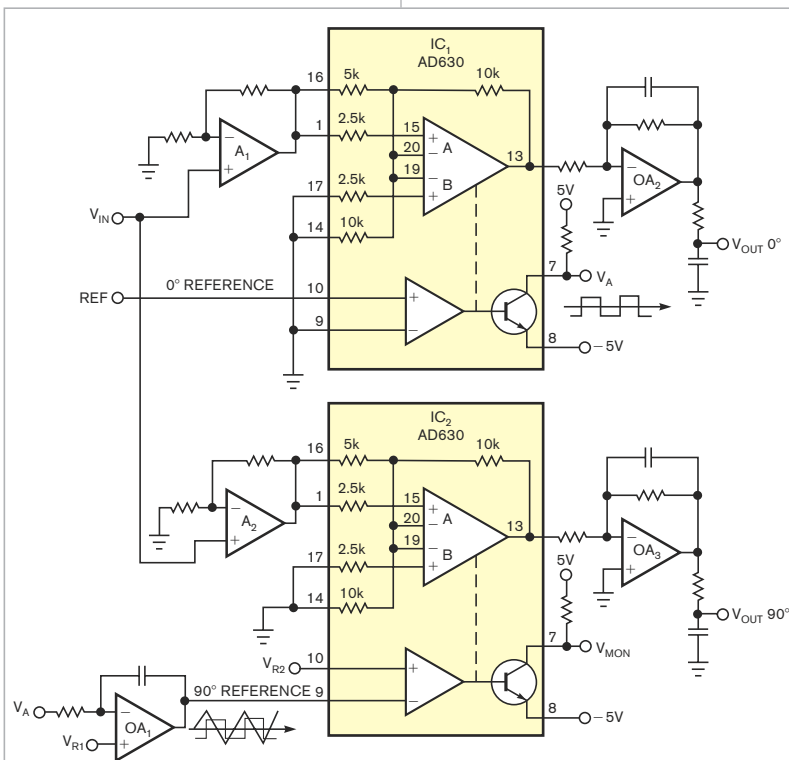 IC1
AD630
16
5k
10k
1
2.5k
15
+
A
20
−
13
19
−
B
+
17
2.5k
14
10k
−
A1
+
VIN
REF
0° REFERENCE
10
+
9
−
5V
7
VA
8
−5V
−
OA2
+
VOUT 0°
IC2
AD630
16
5k
10k
1
2.5k
15
+
A
20
−
13
19
−
B
+
17
2.5k
14
10k
−
A2
+
VR2
10
+
90° REFERENCE
9
−
5V
7
VMON
8
−5V
−
OA3
+
VOUT 90°
VA
−
OA1
VR1
+